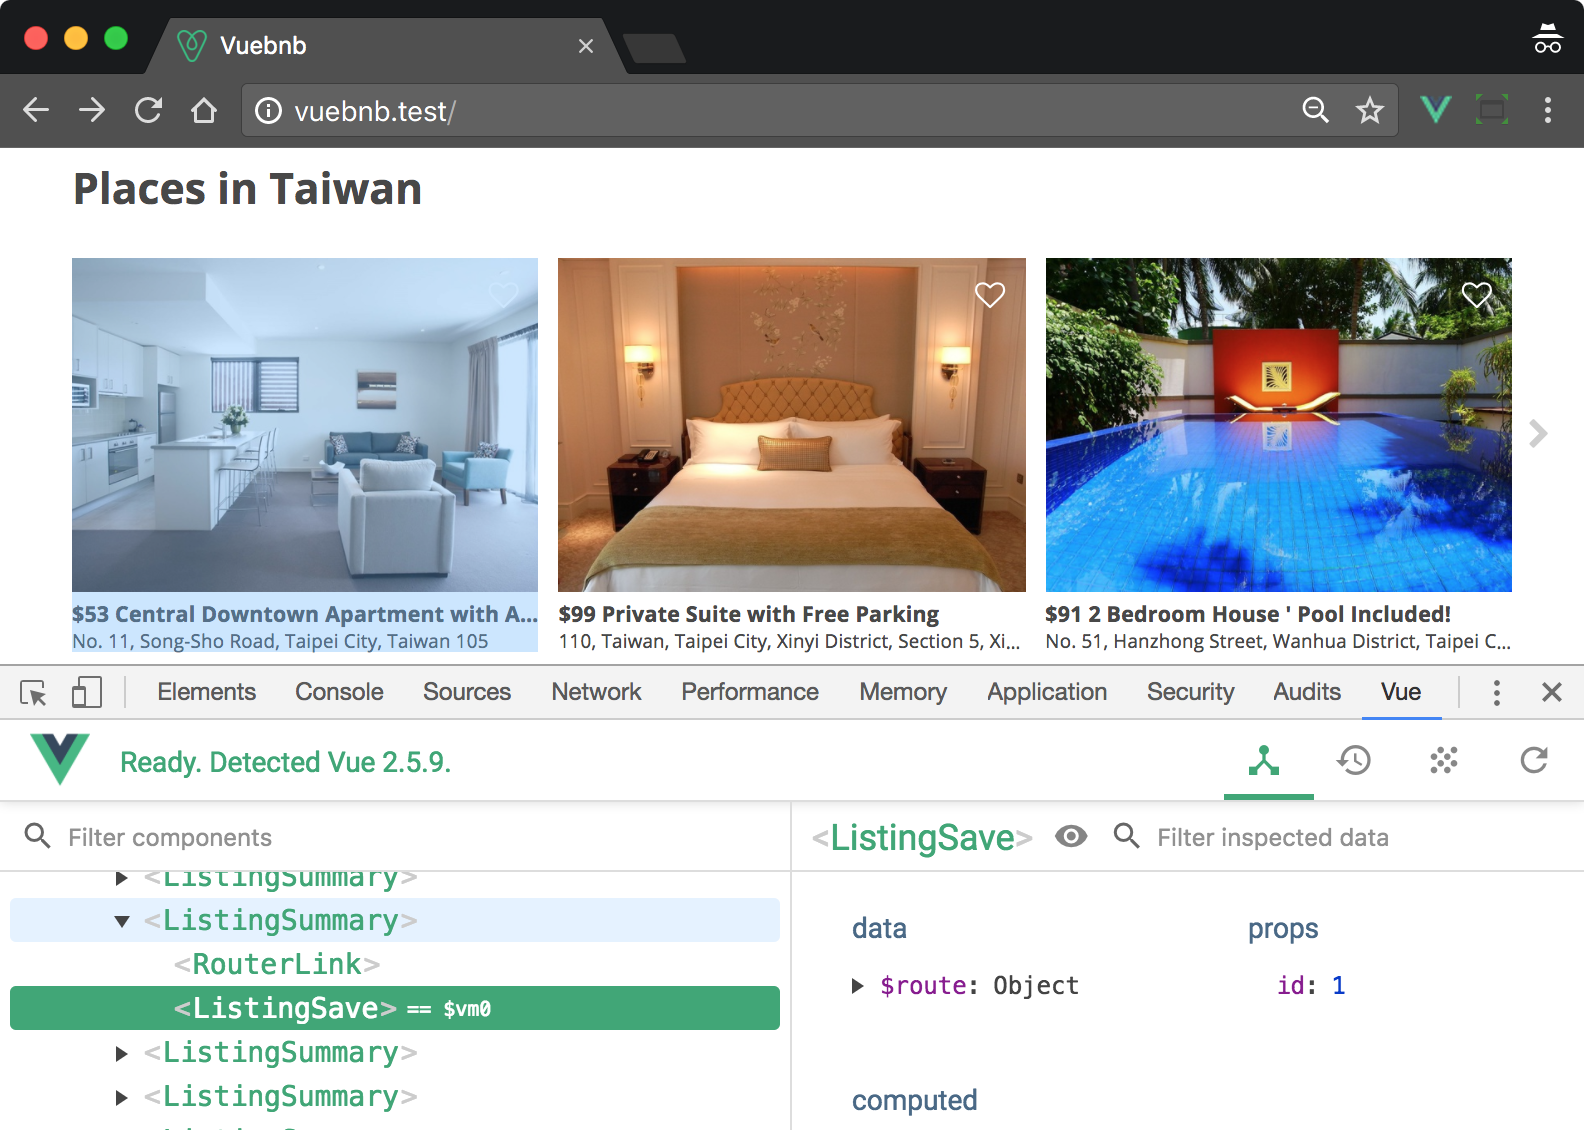 Vuebnb
vuebnb.test/
Places in Taiwan
$53 Central Downtown Apartment with A...
No. 11, Song-Sho Road, Taipei City, Taiwan 105
$99 Private Suite with Free Parking
110, Taiwan, Taipei City, Xinyi District, Section 5, Xi...
$91 2 Bedroom House ' Pool Included!
No. 51, Hanzhong Street, Wanhua District, Taipei C...
Elements Console Sources Network Performance Memory Application Security Audits Vue
Ready. Detected Vue 2.5.9.
Filter components
<ListingSave> Filter inspected data
<ListingSummary>
<ListingSummary>
<RouterLink>
<ListingSave> == $vm0
<ListingSummary>
<ListingSummary>
data
$route: Object
props
id: 1
computed